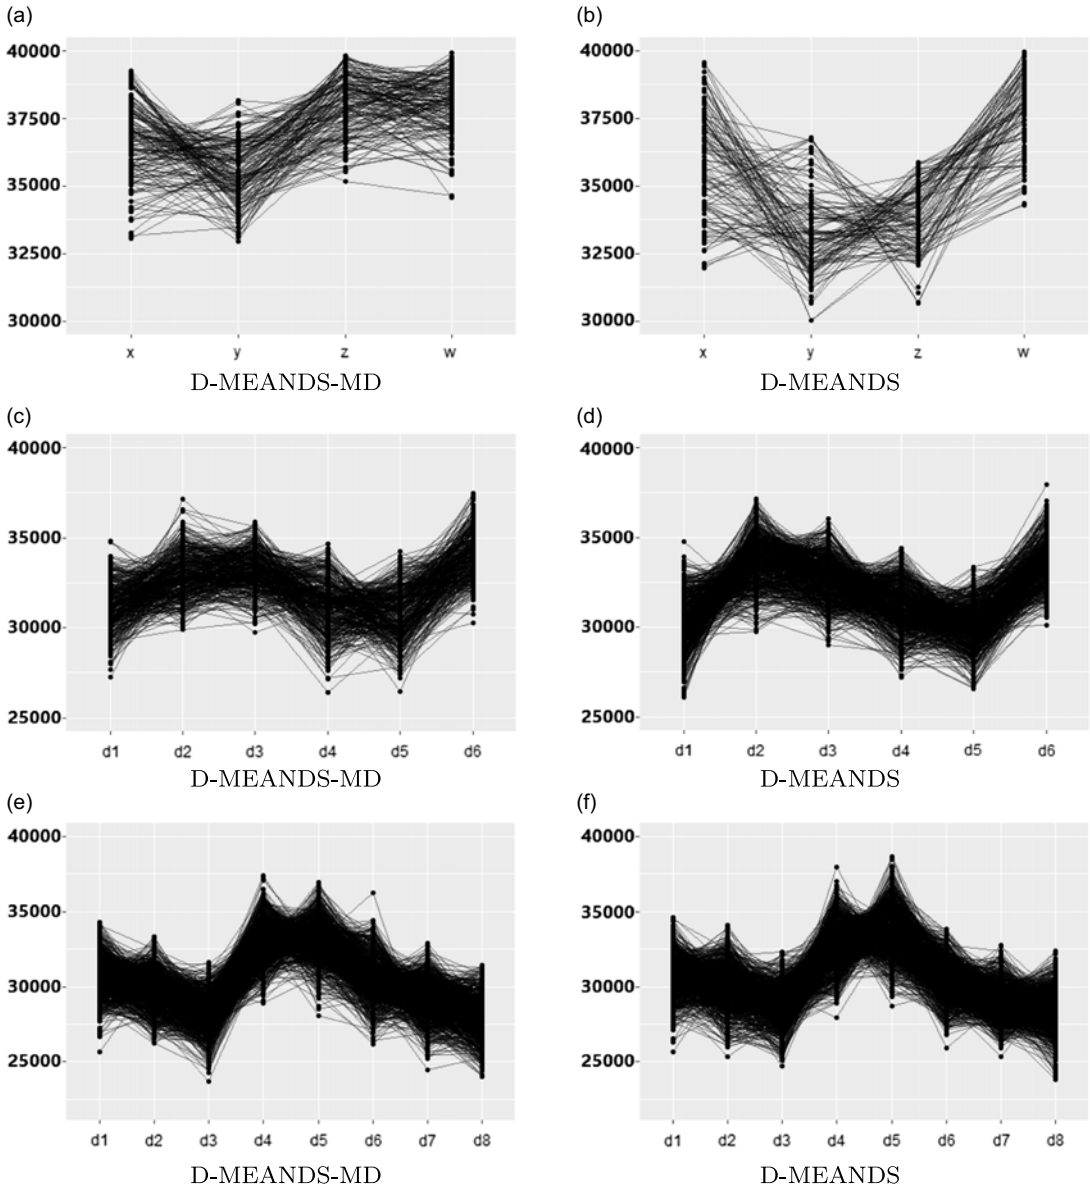 (a) (b)
40000 40000
37500 37500
35000 35000
32500 32500
30000 30000
x y z w x y z w
D-MEANDS-MD D-MEANDS
(c) (d)
40000 40000
35000 35000
30000 30000
25000 25000
d1 d2 d3 d4 d5 d6 d1 d2 d3 d4 d5 d6
D-MEANDS-MD D-MEANDS
(e) (f)
40000 40000
35000 35000
30000 30000
25000 25000
d1 d2 d3 d4 d5 d6 d7 d8 d1 d2 d3 d4 d5 d6 d7 d8
D-MEANDS-MD D-MEANDS